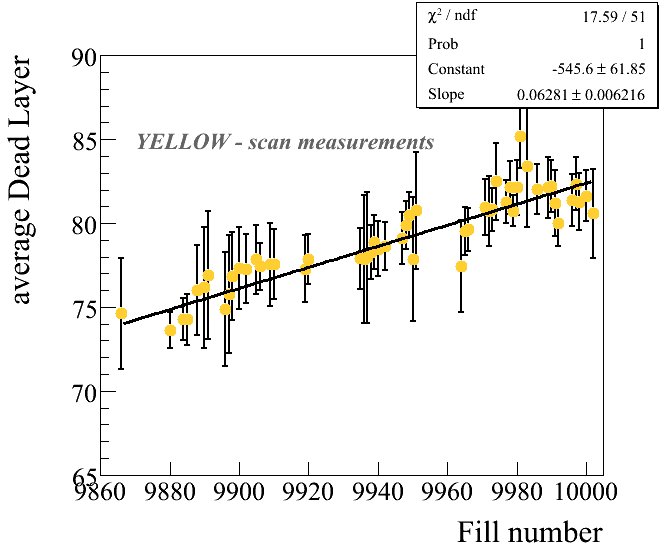 χ² / ndf 17.59 / 51
Prob 1
Constant -545.6 ± 61.85
Slope 0.06281 ± 0.006216
YELLOW - scan measurements
average Dead Layer
90
85
80
75
70
65
9860 9880 9900 9920 9940 9960 9980 10000
Fill number